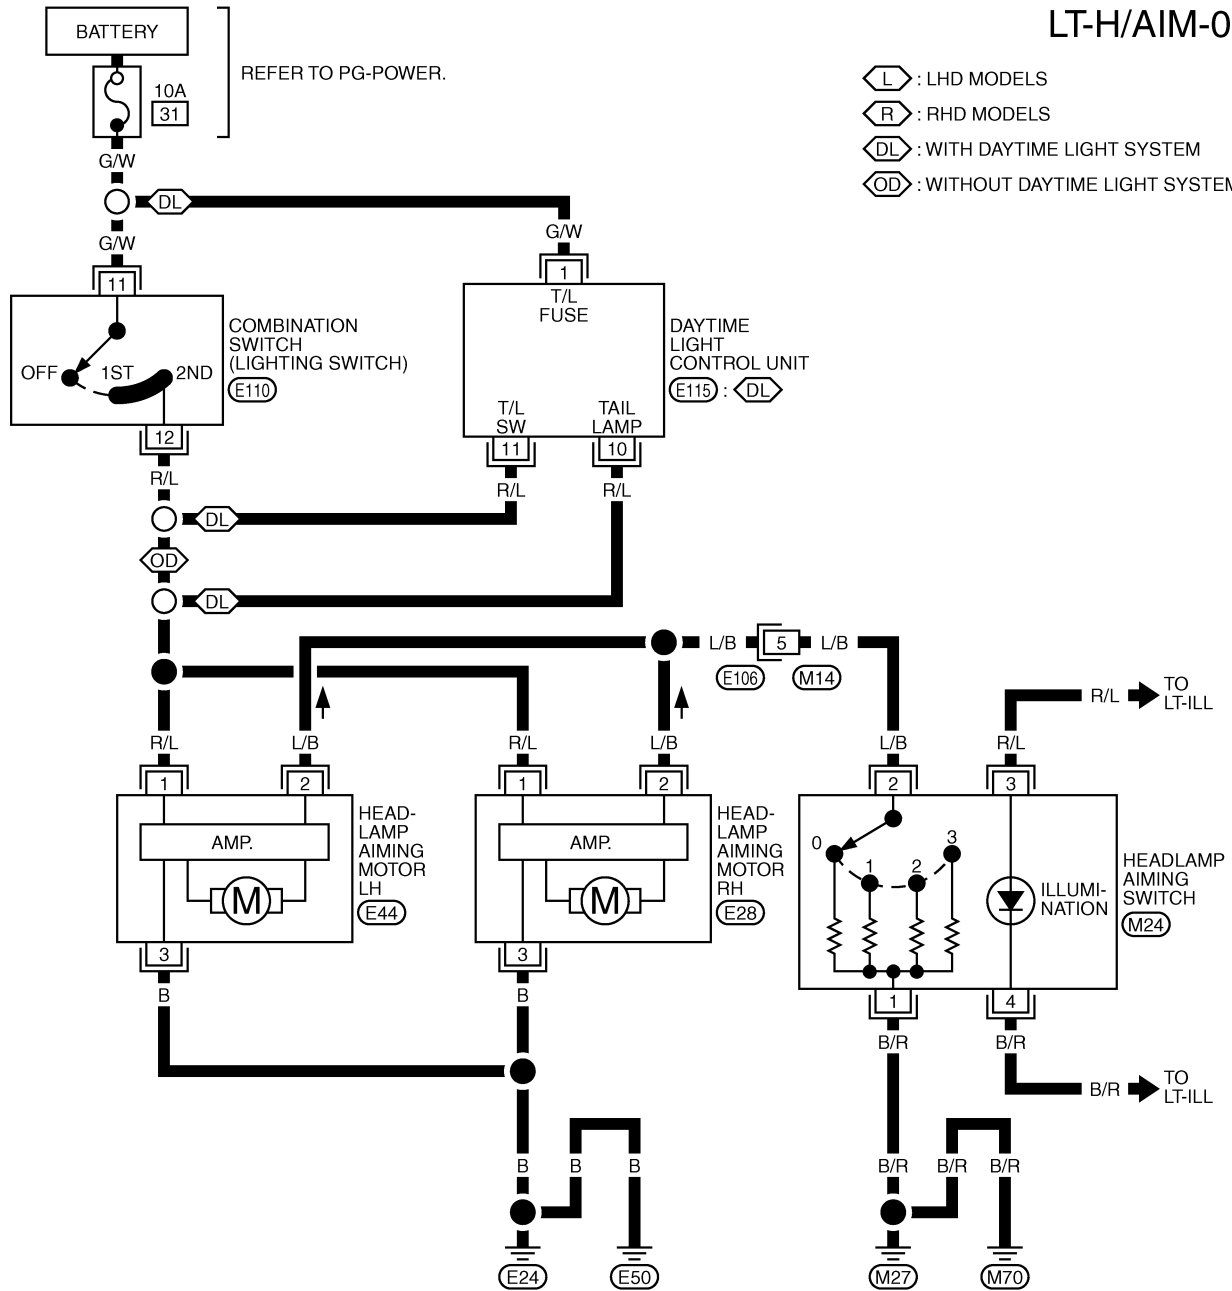 LT-H/AIM-0
BATTERY
REFER TO PG-POWER.
10A
31
L : LHD MODELS
R : RHD MODELS
DL : WITH DAYTIME LIGHT SYSTEM
OD : WITHOUT DAYTIME LIGHT SYSTEM
G/W
DL
G/W
G/W
11
1
T/L
FUSE
COMBINATION
SWITCH
(LIGHTING SWITCH)
E110
OFF
1ST
2ND
DAYTIME
LIGHT
CONTROL UNIT
E115 : DL
T/L
SW
TAIL
LAMP
12
11
10
R/L
R/L
R/L
DL
OD
DL
L/B
5
L/B
E106
M14
R/L
TO
LT-ILL
R/L
L/B
R/L
L/B
L/B
R/L
1
2
1
2
2
3
HEAD-
LAMP
AIMING
MOTOR
LH
E44
AMP.
M
HEAD-
LAMP
AIMING
MOTOR
RH
E28
AMP.
M
0
1
2
3
ILLUMI-
NATION
HEADLAMP
AIMING
SWITCH
M24
3
3
1
4
B
B
B/R
B/R
B/R
TO
LT-ILL
B
B
B
B/R
B/R
B/R
E24
E50
M27
M70